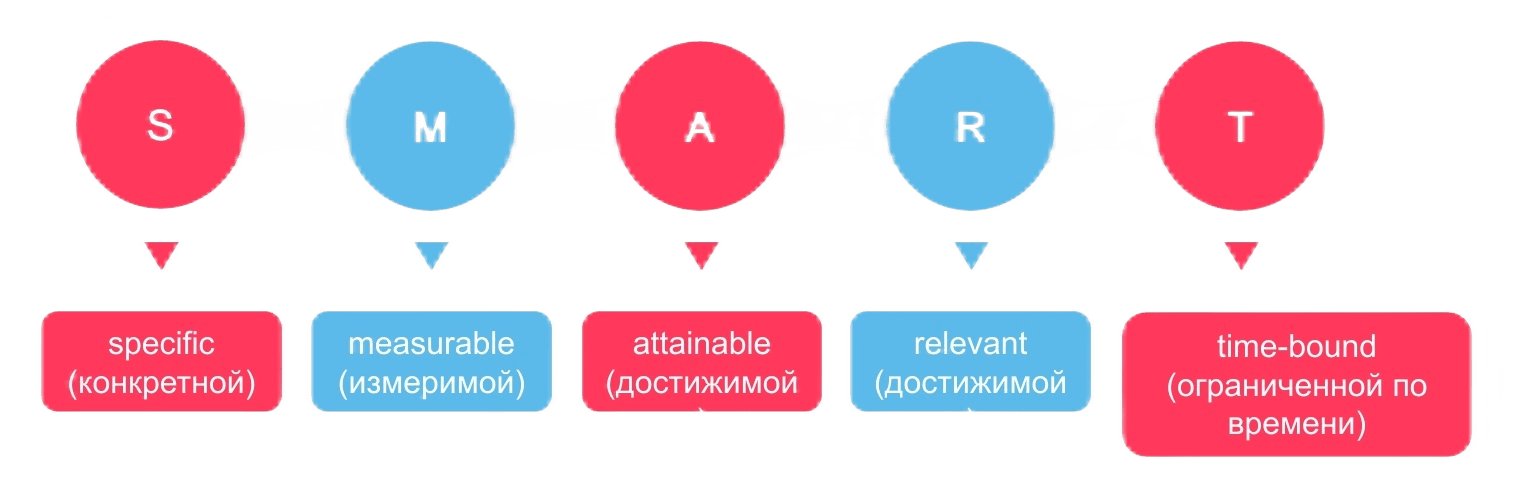 S
M
A
R
T
specific
(конкретной)
measurable
(измеримой)
attainable
(достижимой
relevant
(достижимой
time-bound
(ограниченной по
времени)